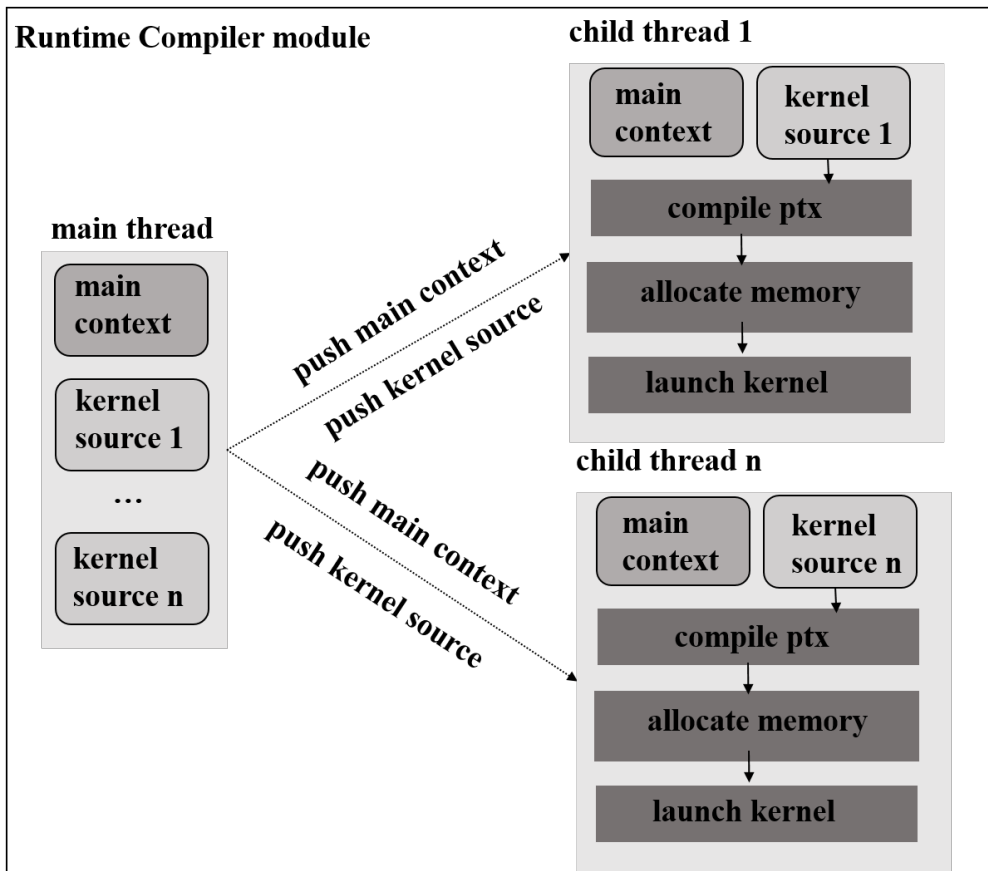 Runtime Compiler module
main thread
main
context
kernel
source 1
...
kernel
source n
push main context
push kernel source
push main context
push kernel source
child thread 1
main
context
kernel
source 1
compile ptx
allocate memory
launch kernel
child thread n
main
context
kernel
source n
compile ptx
allocate memory
launch kernel